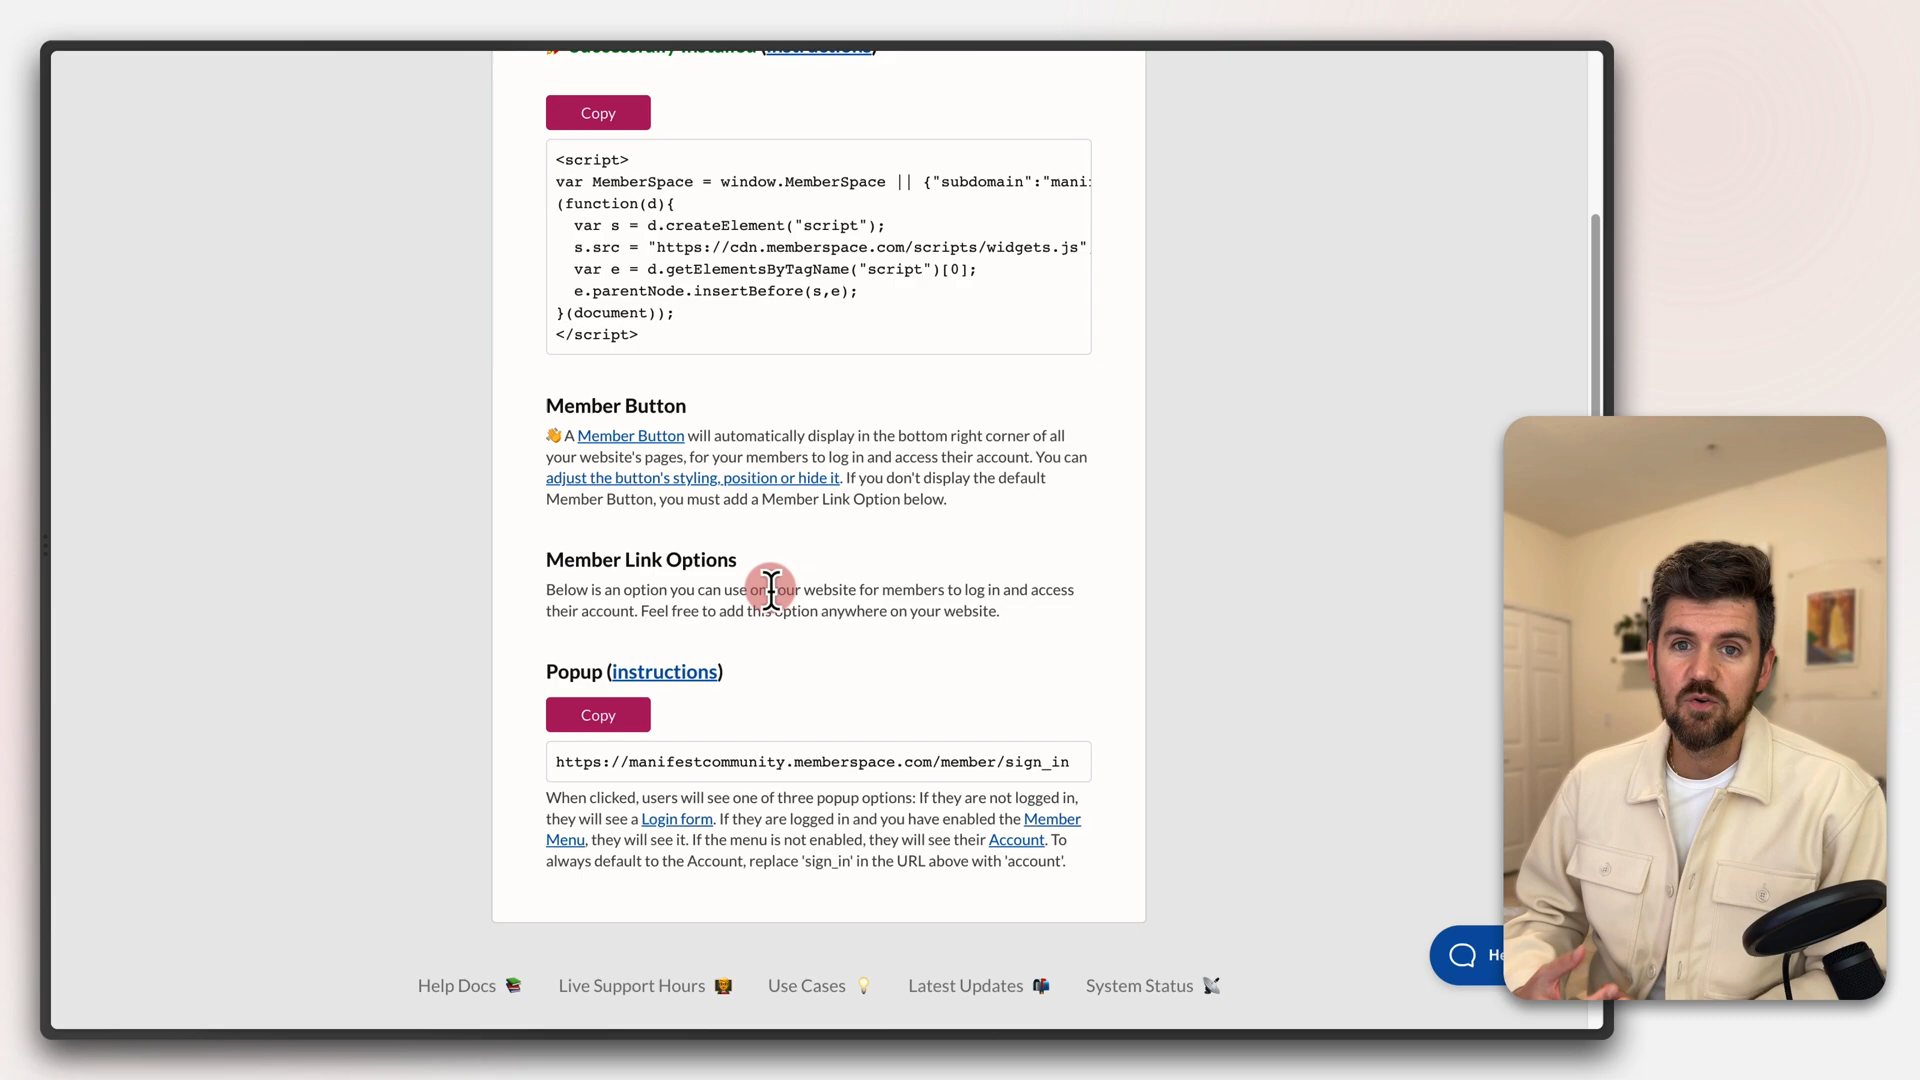 Successfully installed (instructions)
Copy
<script>
var MemberSpace = window.MemberSpace || {"subdomain":"mani
(function(d){
var s = d.createElement("script");
s.src = "https://cdn.memberspace.com/scripts/widgets.js"
var e = d.getElementsByTagName("script")[0];
e.parentNode.insertBefore(s,e);
}(document));
</script>
Member Button
👋 A Member Button will automatically display in the bottom right corner of all
your website's pages, for your members to log in and access their account. You can
adjust the button's styling, position or hide it. If you don't display the default
Member Button, you must add a Member Link Option below.
Member Link Options
Below is an option you can use on your website for members to log in and access
their account. Feel free to add this option anywhere on your website.
Popup (instructions)
Copy
https://manifestcommunity.memberspace.com/member/sign_in
When clicked, users will see one of three popup options: If they are not logged in,
they will see a Login form. If they are logged in and you have enabled the Member
Menu, they will see it. If the menu is not enabled, they will see their Account. To
always default to the Account, replace 'sign_in' in the URL above with 'account'.
Help Docs 📚 Live Support Hours 👩‍🏫 Use Cases 💡 Latest Updates 📬 System Status 📡
He